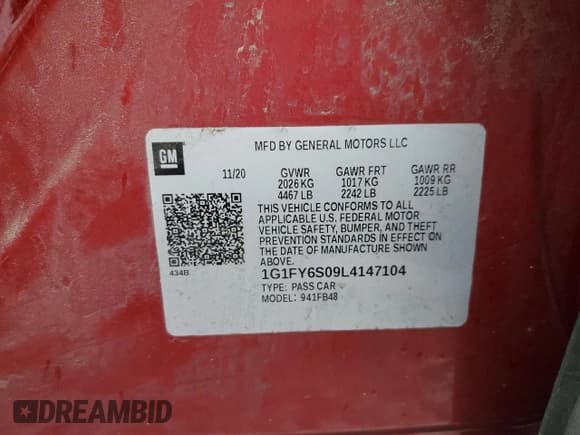 GM
MFD BY GENERAL MOTORS LLC
11/20 GVWR GAWR FRT GAWR RR
2026 KG 1017 KG 1009 KG
4467 LB 2242 LB 2225 LB
THIS VEHICLE CONFORMS TO ALL
APPLICABLE U.S. FEDERAL MOTOR
VEHICLE SAFETY, BUMPER, AND THEFT
PREVENTION STANDARDS IN EFFECT ON
THE DATE OF MANUFACTURE SHOWN
ABOVE.
434B
1G1FY6S09L4147104
TYPE: PASS CAR
MODEL: 941FB48
DREAMBID